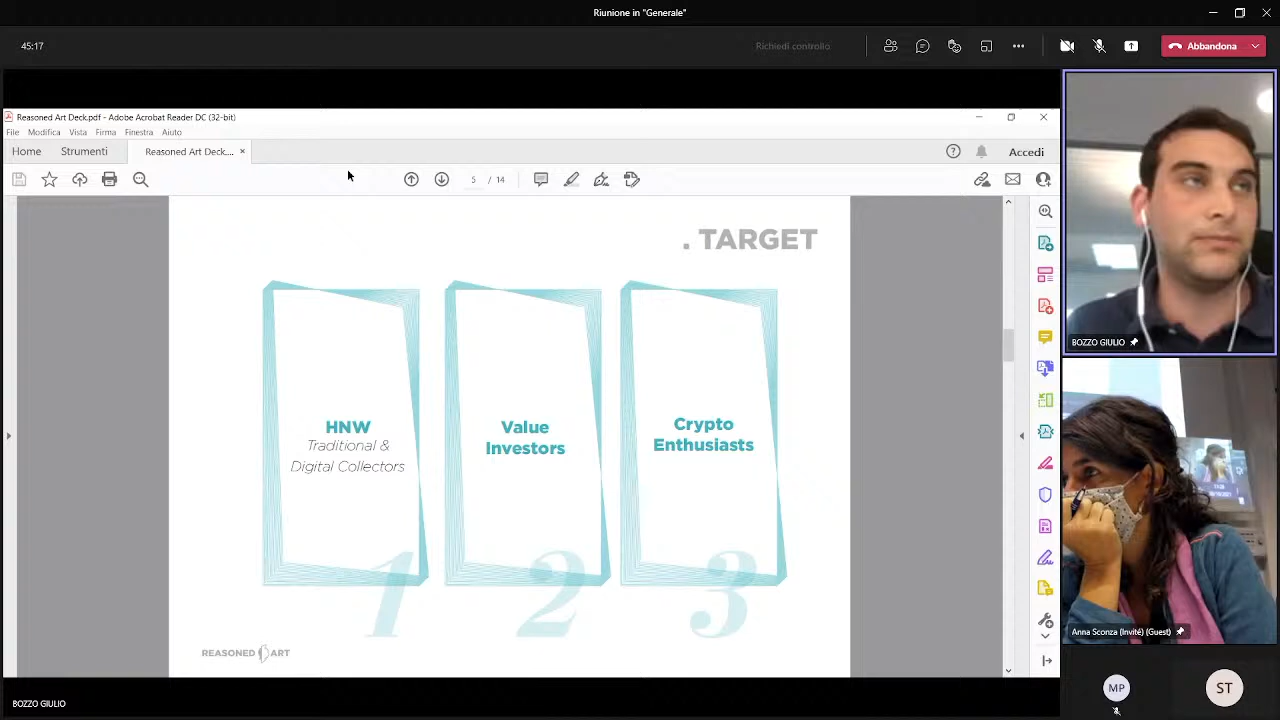 Riunione in "Generale"
45:17
Richiedi controllo
Abbandona
Reasoned Art Deck.pdf - Adobe Acrobat Reader DC (32-bit)
File Modifica Vista Firma Finestra Aiuto
Home Strumenti Reasoned Art Deck.... × Accedi
5 / 14
. TARGET
HNW
Traditional &
Digital Collectors
Value
Investors
Crypto
Enthusiasts
1 2 3
REASONED ART
BOZZO GIULIO
Anna Sconza (Invité) (Guest)
MP ST
BOZZO GIULIO